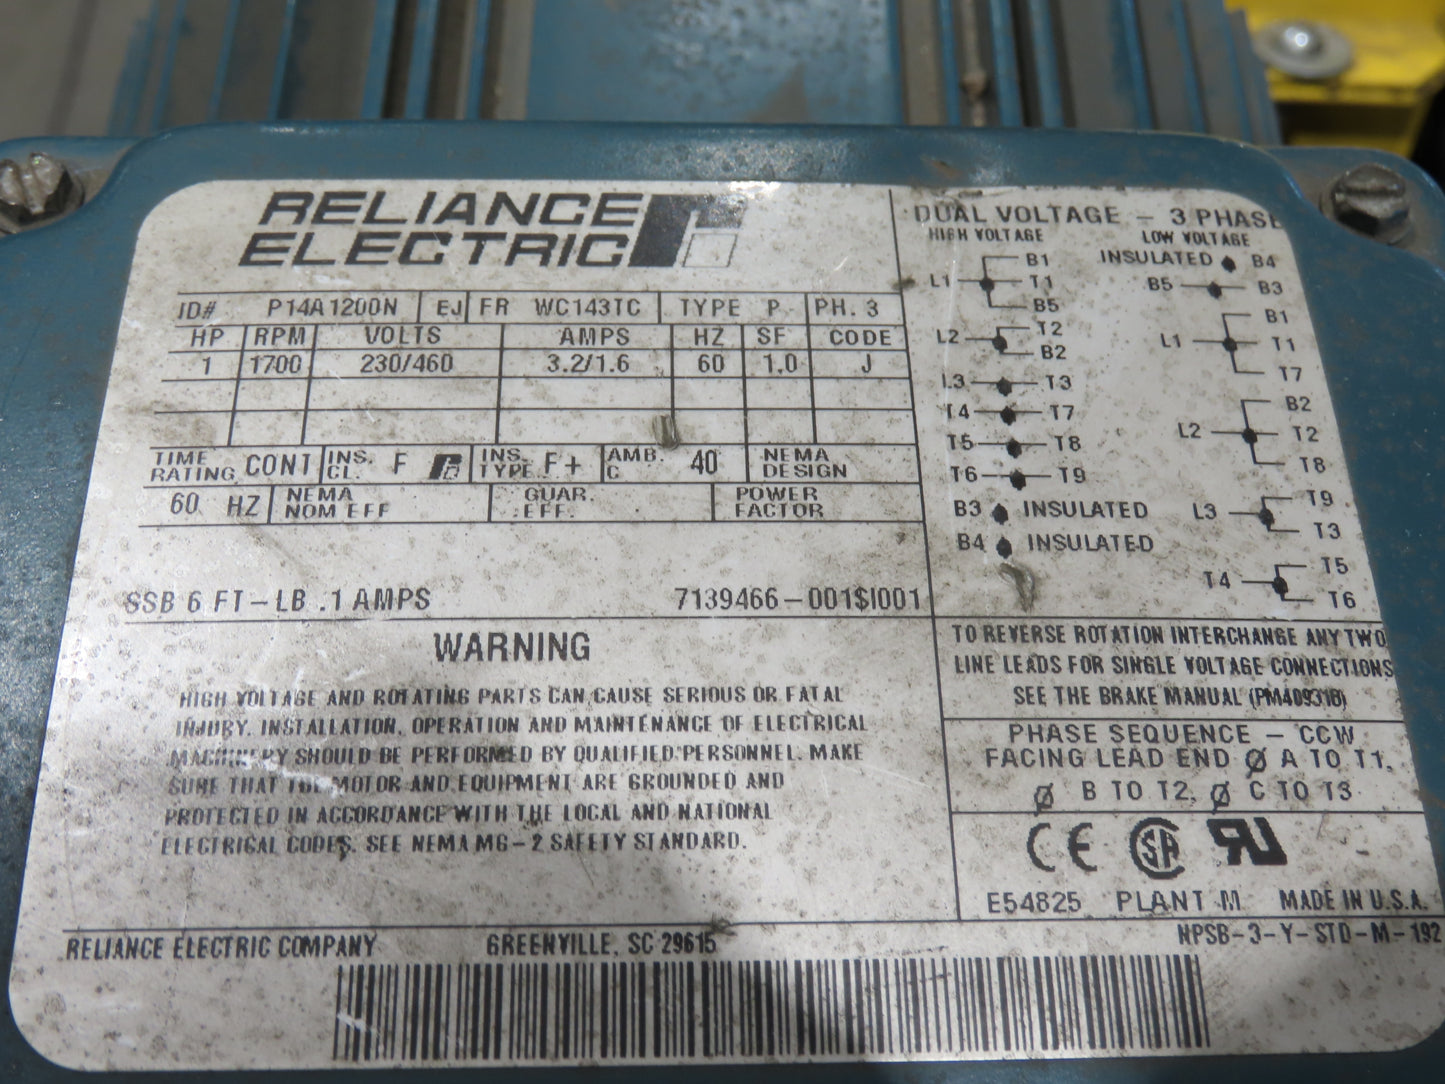 RELIANCE
ELECTRIC
ID# P14A1200N EJ FR WC143TC TYPE P PH. 3
HP RPM VOLTS AMPS HZ SF CODE
1 1700 230/460 3.2/1.6 60 1.0 J
TIME RATING CONT INS. CL. F INS. TYPE F+ AMB. C 40 NEMA DESIGN
60 HZ NEMA NOM EFF GUAR. EFF. POWER FACTOR
SSB 6 FT-LB .1 AMPS 7139466-001$I001
WARNING
HIGH VOLTAGE AND ROTATING PARTS CAN CAUSE SERIOUS OR FATAL
INJURY. INSTALLATION, OPERATION AND MAINTENANCE OF ELECTRICAL
MACHINERY SHOULD BE PERFORMED BY QUALIFIED PERSONNEL. MAKE
SURE THAT THE MOTOR AND EQUIPMENT ARE GROUNDED AND
PROTECTED IN ACCORDANCE WITH THE LOCAL AND NATIONAL
ELECTRICAL CODES. SEE NEMA MG-2 SAFETY STANDARD.
DUAL VOLTAGE - 3 PHASE
HIGH VOLTAGE
L1 B1 T1 B5
L2 T2 B2
L3 T3
T4 T7
T5 T8
T6 T9
B3 INSULATED
B4 INSULATED
LOW VOLTAGE
INSULATED B4
B5 B3
L1 B1 T1 T7
L2 B2 T2 T8
L3 T9 T3
T4 T5 T6
TO REVERSE ROTATION INTERCHANGE ANY TWO
LINE LEADS FOR SINGLE VOLTAGE CONNECTIONS
SEE THE BRAKE MANUAL (PM40931B)
PHASE SEQUENCE - CCW
FACING LEAD END Ø A TO T1,
Ø B TO T2, Ø C TO T3
CE SA RU
E54825 PLANT M MADE IN U.S.A.
RELIANCE ELECTRIC COMPANY GREENVILLE, SC 29615 NPSB-3-Y-STD-M-192